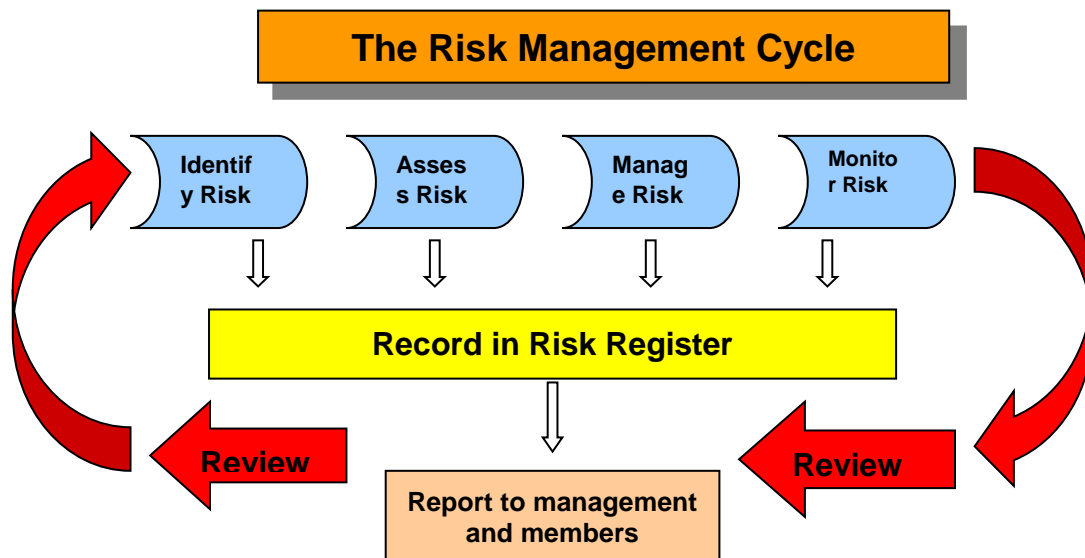 The Risk Management Cycle
Identif
y Risk
Asses
s Risk
Manag
e Risk
Monito
r Risk
Record in Risk Register
Review
Review
Report to management
and members